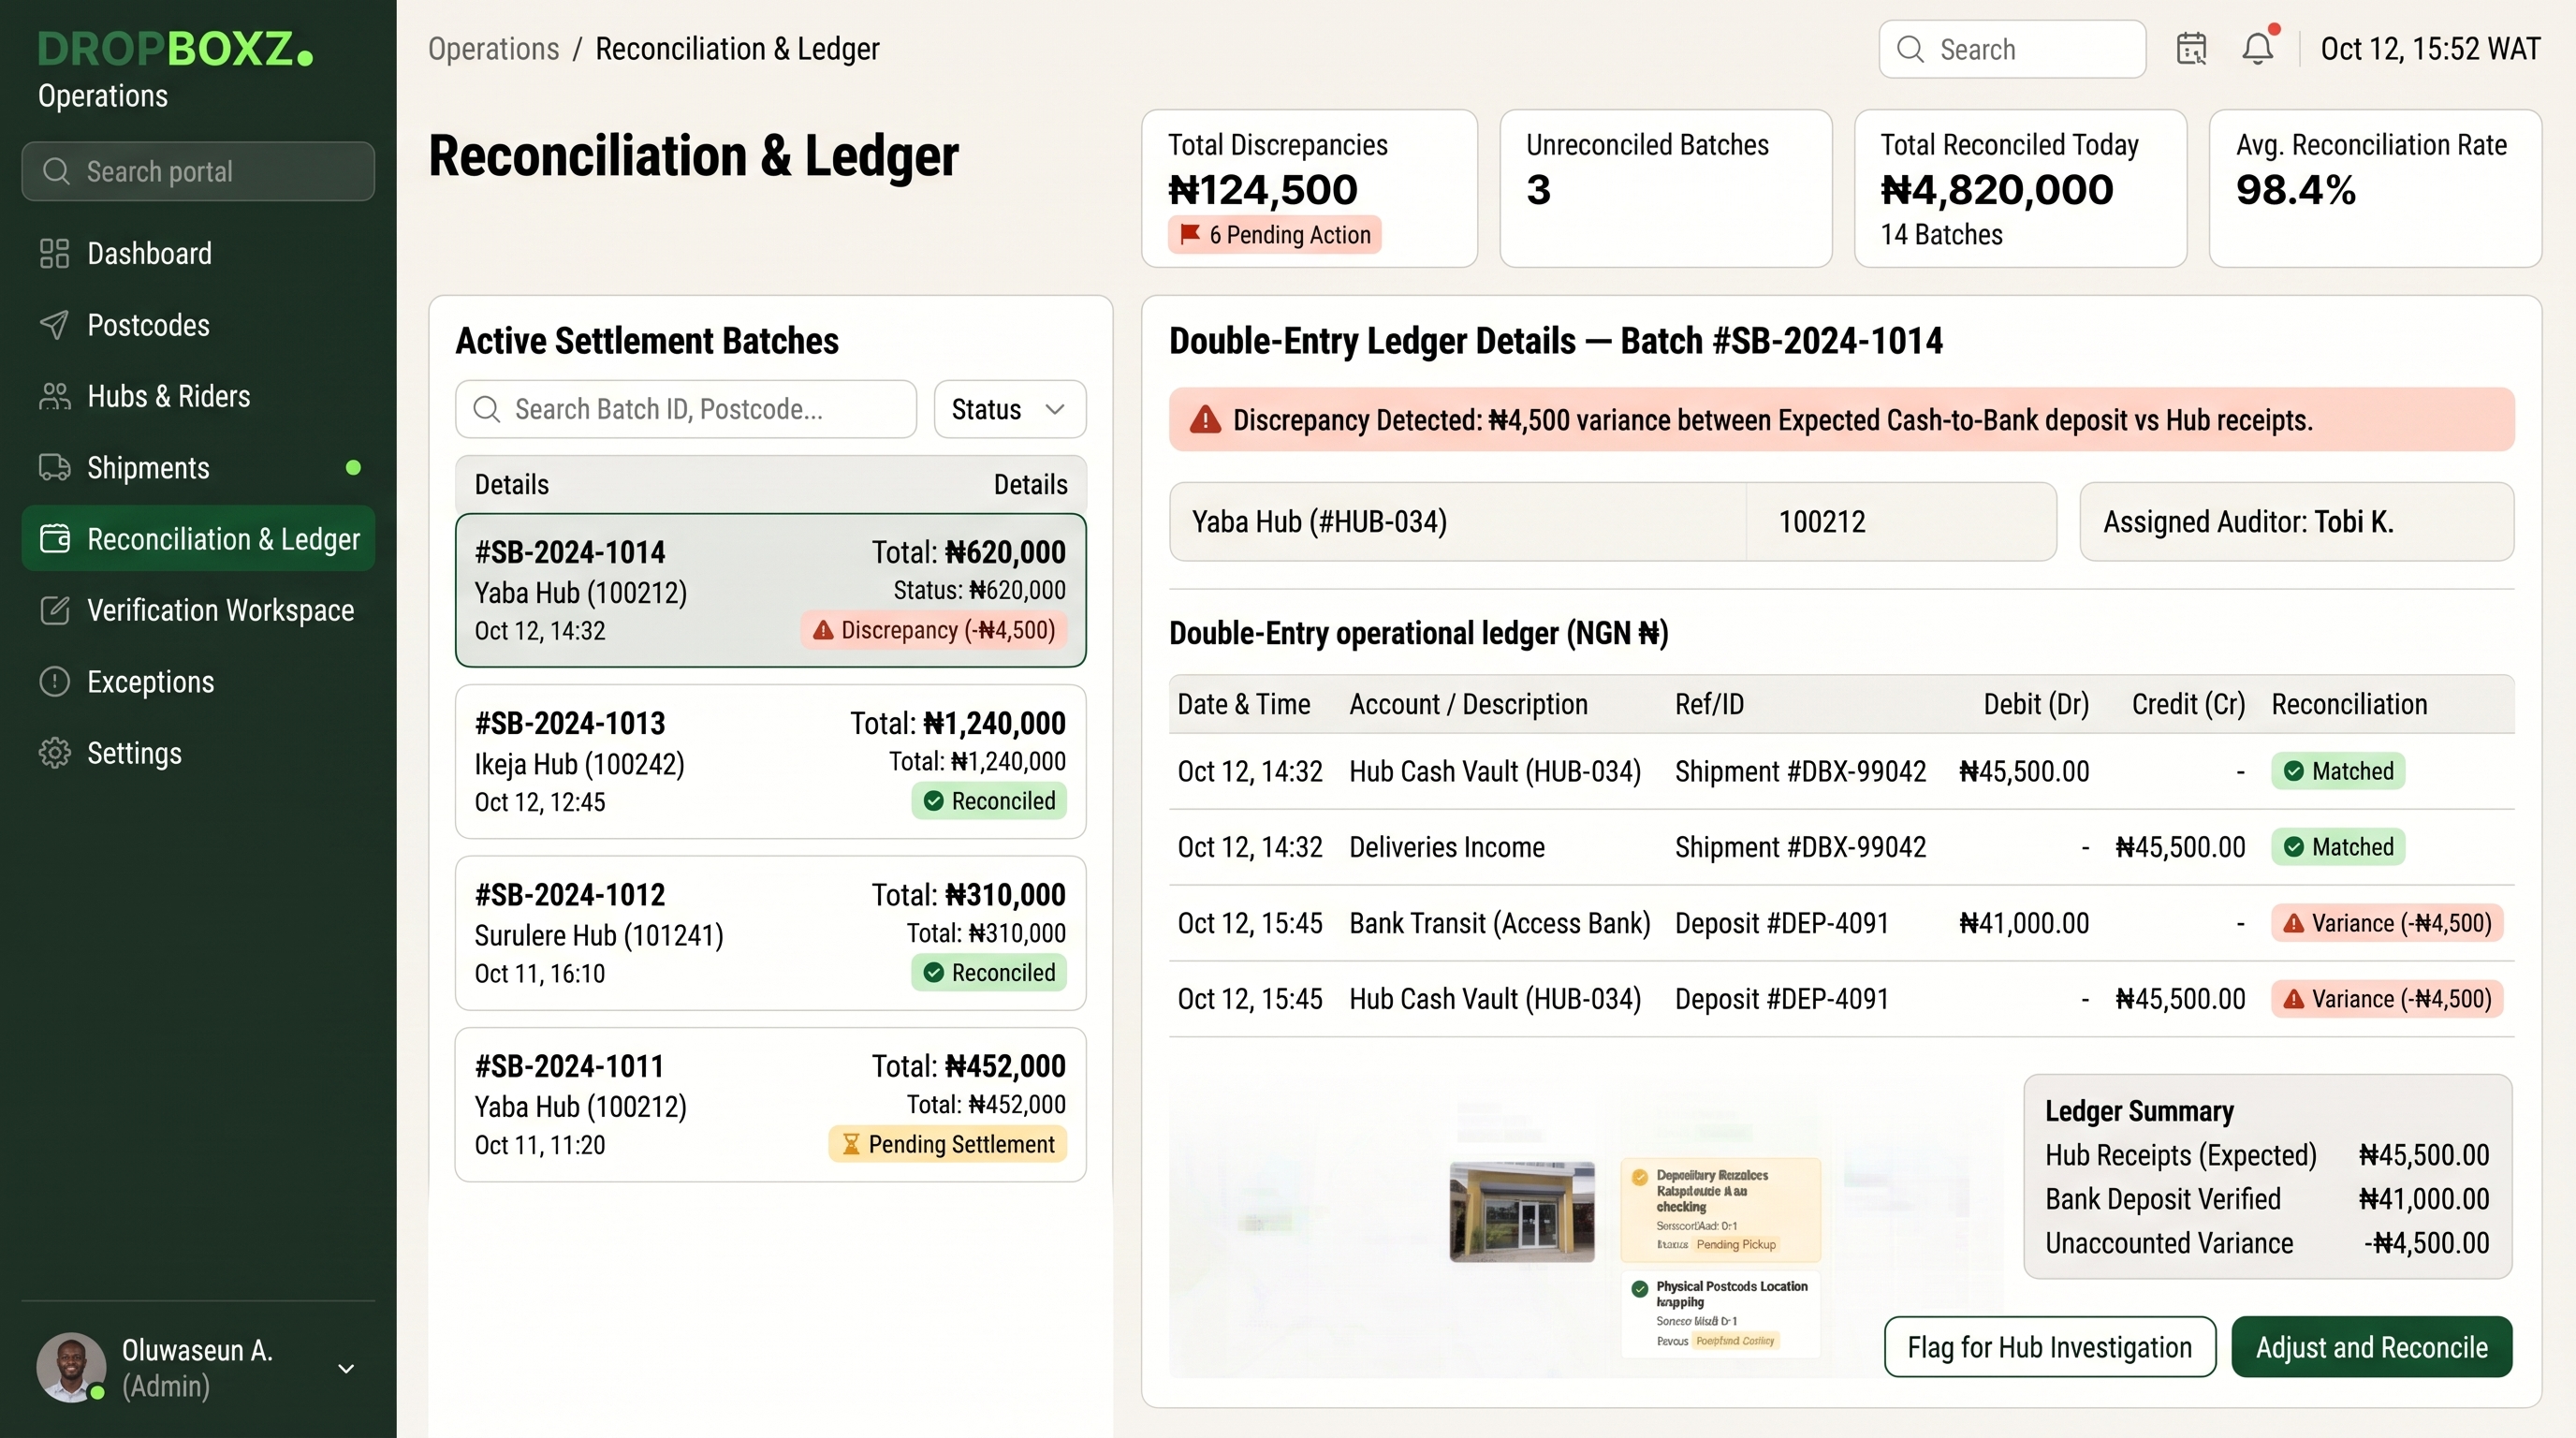 DROPBOXZ.
Operations
Search portal
Dashboard
Postcodes
Hubs & Riders
Shipments
Reconciliation & Ledger
Verification Workspace
Exceptions
Settings
Oluwaseun A.
(Admin)
Operations / Reconciliation & Ledger
Search
Oct 12, 15:52 WAT
Reconciliation & Ledger
Total Discrepancies
₦124,500
6 Pending Action
Unreconciled Batches
3
Total Reconciled Today
₦4,820,000
14 Batches
Avg. Reconciliation Rate
98.4%
Active Settlement Batches
Search Batch ID, Postcode...
Status
Details Details
#SB-2024-1014 Total: ₦620,000
Yaba Hub (100212) Status: ₦620,000
Oct 12, 14:32 Discrepancy (-₦4,500)
#SB-2024-1013 Total: ₦1,240,000
Ikeja Hub (100242) Total: ₦1,240,000
Oct 12, 12:45 Reconciled
#SB-2024-1012 Total: ₦310,000
Surulere Hub (101241) Total: ₦310,000
Oct 11, 16:10 Reconciled
#SB-2024-1011 Total: ₦452,000
Yaba Hub (100212) Total: ₦452,000
Oct 11, 11:20 Pending Settlement
Double-Entry Ledger Details — Batch #SB-2024-1014
Discrepancy Detected: ₦4,500 variance between Expected Cash-to-Bank deposit vs Hub receipts.
Yaba Hub (#HUB-034) 100212 Assigned Auditor: Tobi K.
Double-Entry operational ledger (NGN ₦)
Date & Time Account / Description Ref/ID Debit (Dr) Credit (Cr) Reconciliation
Oct 12, 14:32 Hub Cash Vault (HUB-034) Shipment #DBX-99042 ₦45,500.00 - Matched
Oct 12, 14:32 Deliveries Income Shipment #DBX-99042 - ₦45,500.00 Matched
Oct 12, 15:45 Bank Transit (Access Bank) Deposit #DEP-4091 ₦41,000.00 - Variance (-₦4,500)
Oct 12, 15:45 Hub Cash Vault (HUB-034) Deposit #DEP-4091 - ₦45,500.00 Variance (-₦4,500)
checking
Pending Pickup
Physical Postcods Location
Ledger Summary
Hub Receipts (Expected) ₦45,500.00
Bank Deposit Verified ₦41,000.00
Unaccounted Variance -₦4,500.00
Flag for Hub Investigation
Adjust and Reconcile